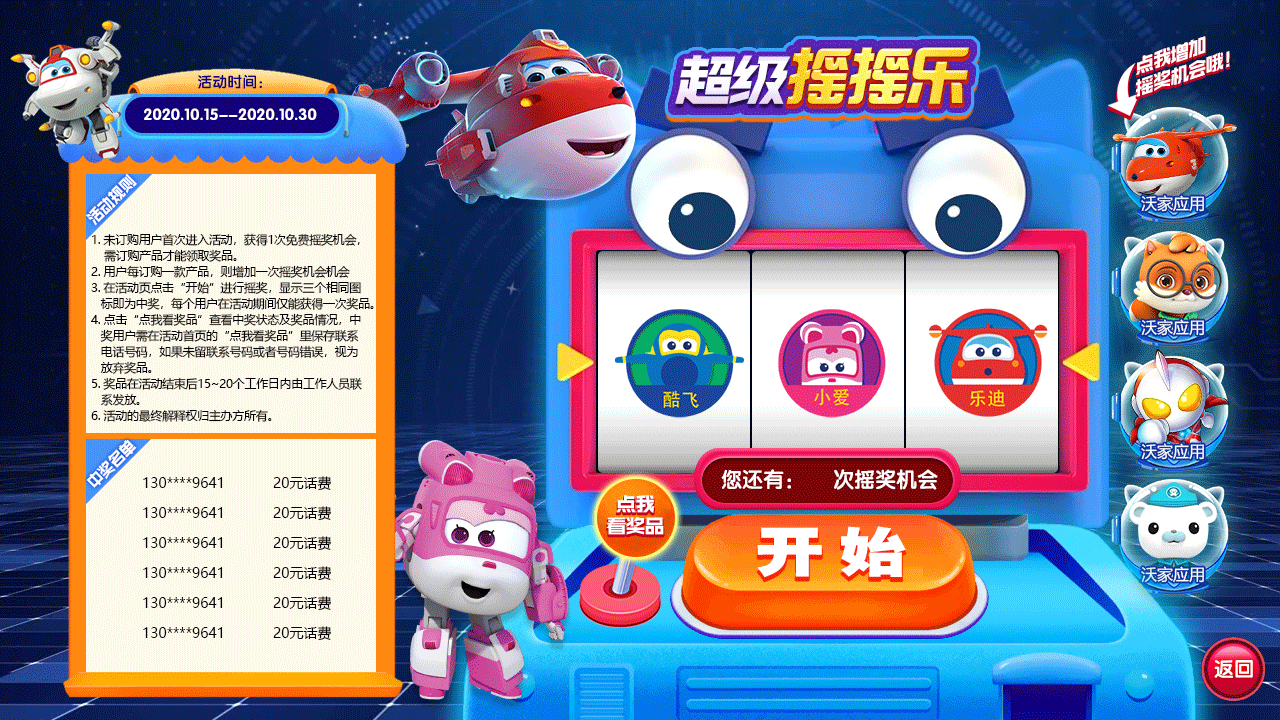 活动时间：
2020.10.15——2020.10.30
活动规则
1. 未订购用户首次进入活动，获得1次免费摇奖机会，
需订购产品才能领取奖品。
2. 用户每订购一款产品，则增加一次摇奖机会机会
3. 在活动页点击“开始”进行摇奖，显示三个相同图
标即为中奖，每个用户在活动期间仅能获得一次奖品。
4. 点击“点我看奖品”查看中奖状态及奖品情况，中
奖用户需在活动首页的“点我看奖品”里保存联系
电话号码，如果未留联系号码或者号码错误，视为
放弃奖品。
5. 奖品在活动结束后15~20个工作日内由工作人员联
系发放。
6. 活动的最终解释权归主办方所有。
中奖名单
130****9641 20元话费
130****9641 20元话费
130****9641 20元话费
130****9641 20元话费
130****9641 20元话费
130****9641 20元话费
超级摇摇乐
酷飞
小爱
乐迪
您还有： 次摇奖机会
点我
看奖品
开始
点我增加
摇奖机会哦！
沃家应用
沃家应用
沃家应用
沃家应用
返回